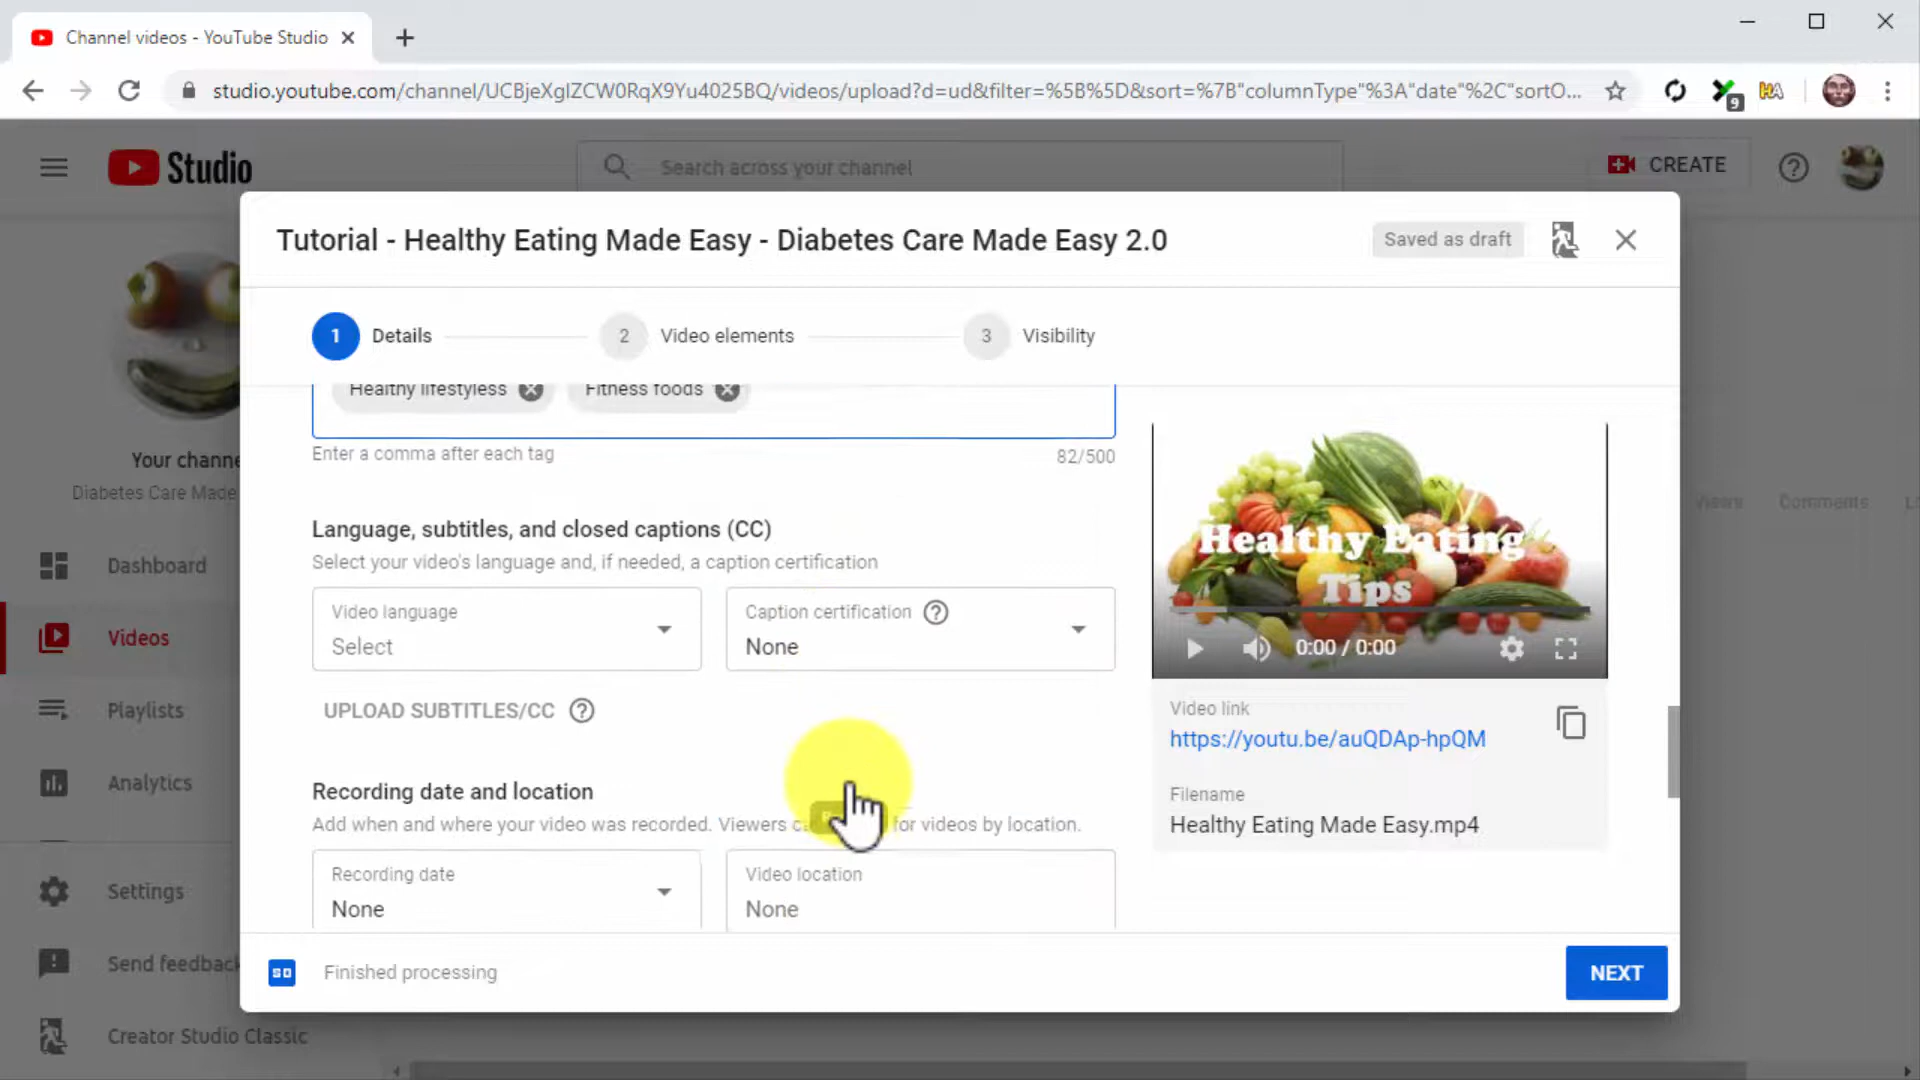 Channel videos - YouTube Studio
studio.youtube.com/channel/UCBjeXglZCW0RqX9Yu4025BQ/videos/upload?d=ud&filter=%5B%5D&sort=%7B"columnType"%3A"date"%2C"sortO...
9
HA
Studio
Search across your channel
CREATE
Tutorial - Healthy Eating Made Easy - Diabetes Care Made Easy 2.0
Saved as draft
1 Details
2 Video elements
3 Visibility
Healthy lifestyless
Fitness foods
Enter a comma after each tag
82/500
Your channe
Diabetes Care Made
Views
Comments
Language, subtitles, and closed captions (CC)
Select your video's language and, if needed, a caption certification
Healthy Eating
Tips
Dashboard
Video language
Select
Caption certification
None
Videos
0:00 / 0:00
UPLOAD SUBTITLES/CC
Playlists
Video link
https://youtu.be/auQDAp-hpQM
Analytics
Recording date and location
Add when and where your video was recorded. Viewers for videos by location.
Filename
Healthy Eating Made Easy.mp4
Recording date
None
Video location
None
Settings
Send feedback
SD
Finished processing
NEXT
Creator Studio Classic